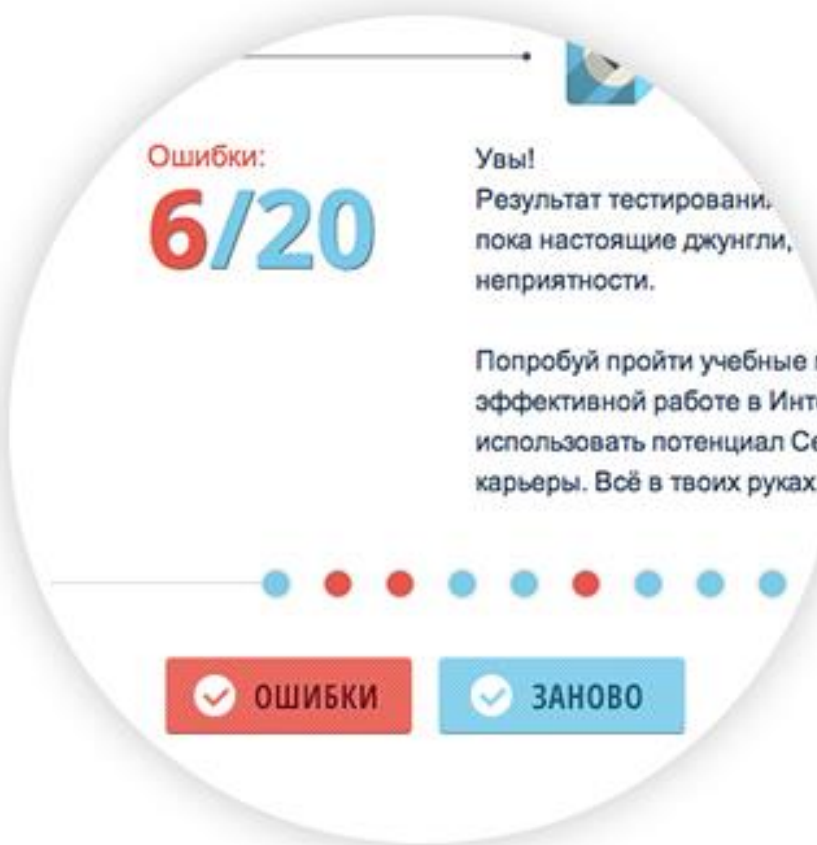 Ошибки:
6/20
Увы!
Результат тестировани
пока настоящие джунгли,
неприятности.
Попробуй пройти учебные
эффективной работе в Инт
использовать потенциал Се
карьеры. Всё в твоих руках
ОШИБКИ
ЗАНОВО